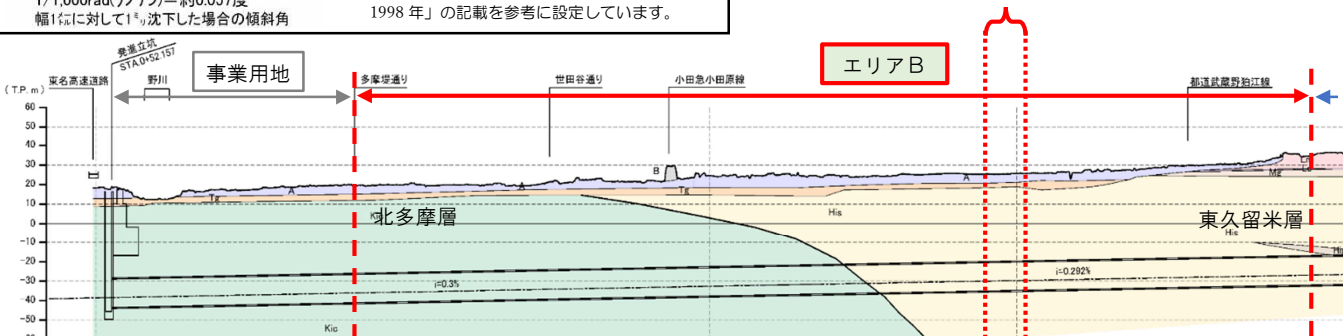 1/1,000rad(ラジアン)=約0.057度
幅1㍍に対して1㍉沈下した場合の傾斜角
1998 年」の記載を参考に設定しています。
発進立坑
STA.0+52.157
東名高速道路
野川
事業用地
多摩堤通り
世田谷通り
小田急小田原線
エリアB
都道武蔵野狛江線
(T.P. m)
60
50
40
30
20
10
0
-10
-20
-30
-40
-50
A
Tg
A
B
Tg
A
Mg
Lc
北多摩層
His
東久留米層
His
i=0.3%
i=0.292%
Kis